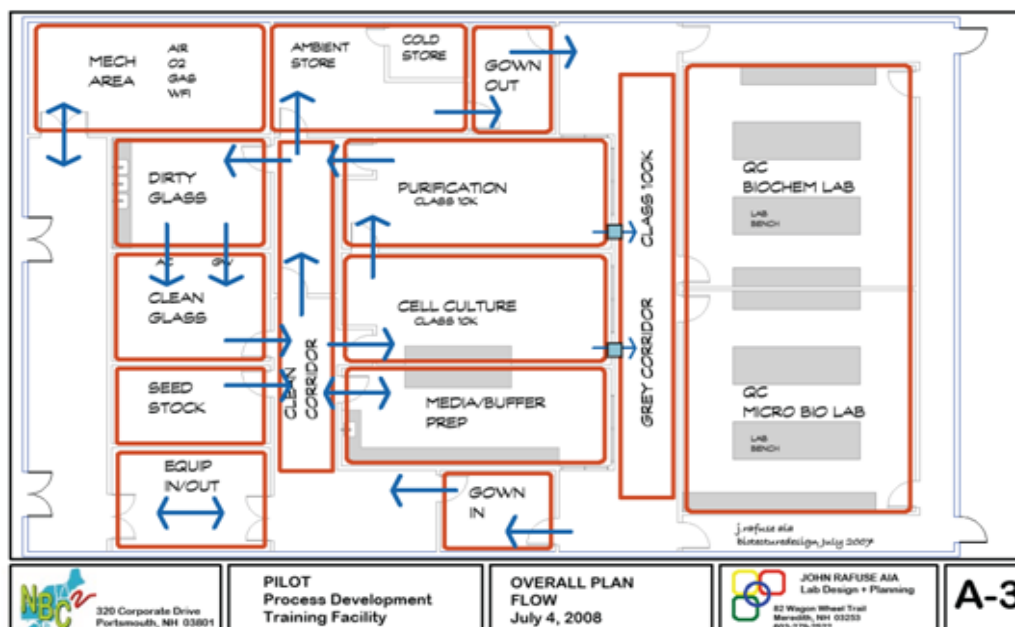 MECH
AREA
AIR
O2
GAS
WFI
AMBIENT
STORE
COLD
STORE
GOWN
OUT
DIRTY
GLASS
PURIFICATION
CLASS 10K
CLASS 100K
QC
BIOCHEM LAB
LAB
BENCH
AC
GW
CLEAN
GLASS
CELL CULTURE
CLASS 10K
SEED
STOCK
CLEAN
CORRIDOR
MEDIA/BUFFER
PREP
GREY CORRIDOR
QC
MICRO BIO LAB
LAB
BENCH
EQUIP
IN/OUT
GOWN
IN
j.rafuse aia
biotecturedesign, July 2007
NBC2
320 Corporate Drive
Portsmouth, NH 03801
PILOT
Process Development
Training Facility
OVERALL PLAN
FLOW
July 4, 2008
JOHN RAFUSE AIA
Lab Design + Planning
82 Wagon Wheel Trail
Meredith, NH 03253
A-3